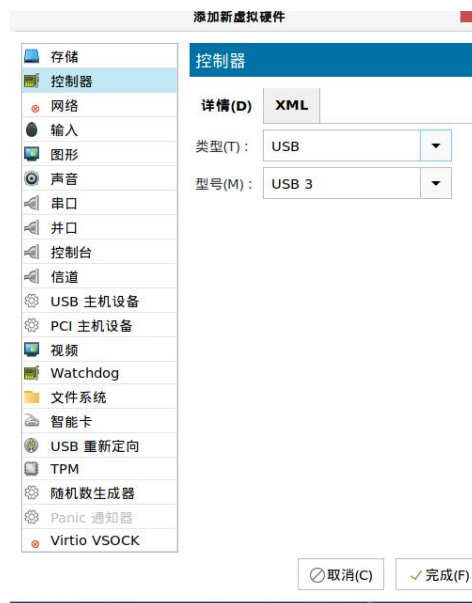 添加新虚拟硬件
存储
控制器
网络
输入
图形
声音
串口
并口
控制台
信道
USB 主机设备
PCI 主机设备
视频
Watchdog
文件系统
智能卡
USB 重新定向
TPM
随机数生成器
Panic 通知器
Virtio VSOCK
控制器
详情(D) XML
类型(T)： USB
型号(M)： USB 3
取消(C) 完成(F)